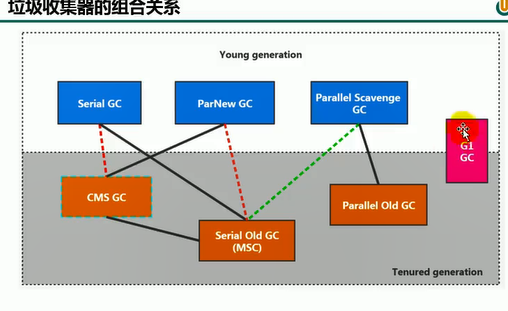 垃圾收集器的组合关系
Young generation
Serial GC
ParNew GC
Parallel Scavenge
GC
G1
GC
CMS GC
Parallel Old GC
Serial Old GC
(MSC)
Tenured generation